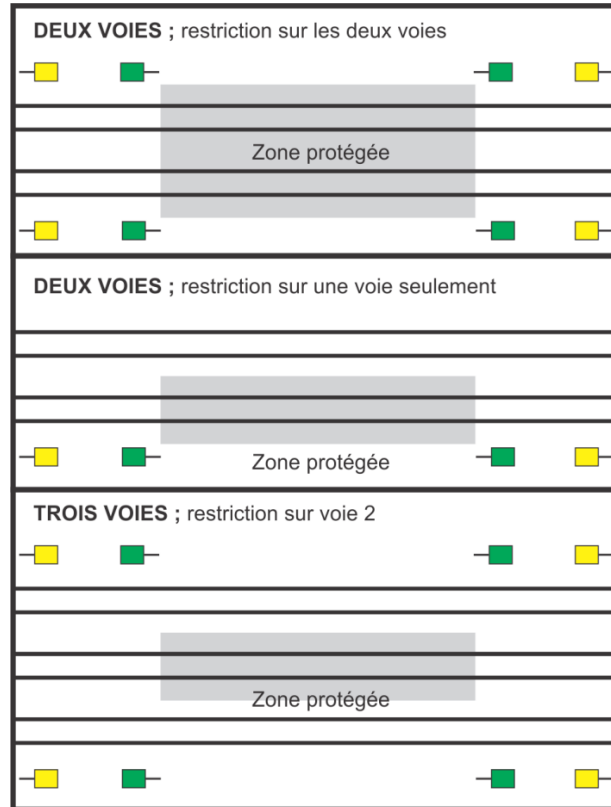 DEUX VOIES ; restriction sur les deux voies
Zone protégée
DEUX VOIES ; restriction sur une voie seulement
Zone protégée
TROIS VOIES ; restriction sur voie 2
Zone protégée